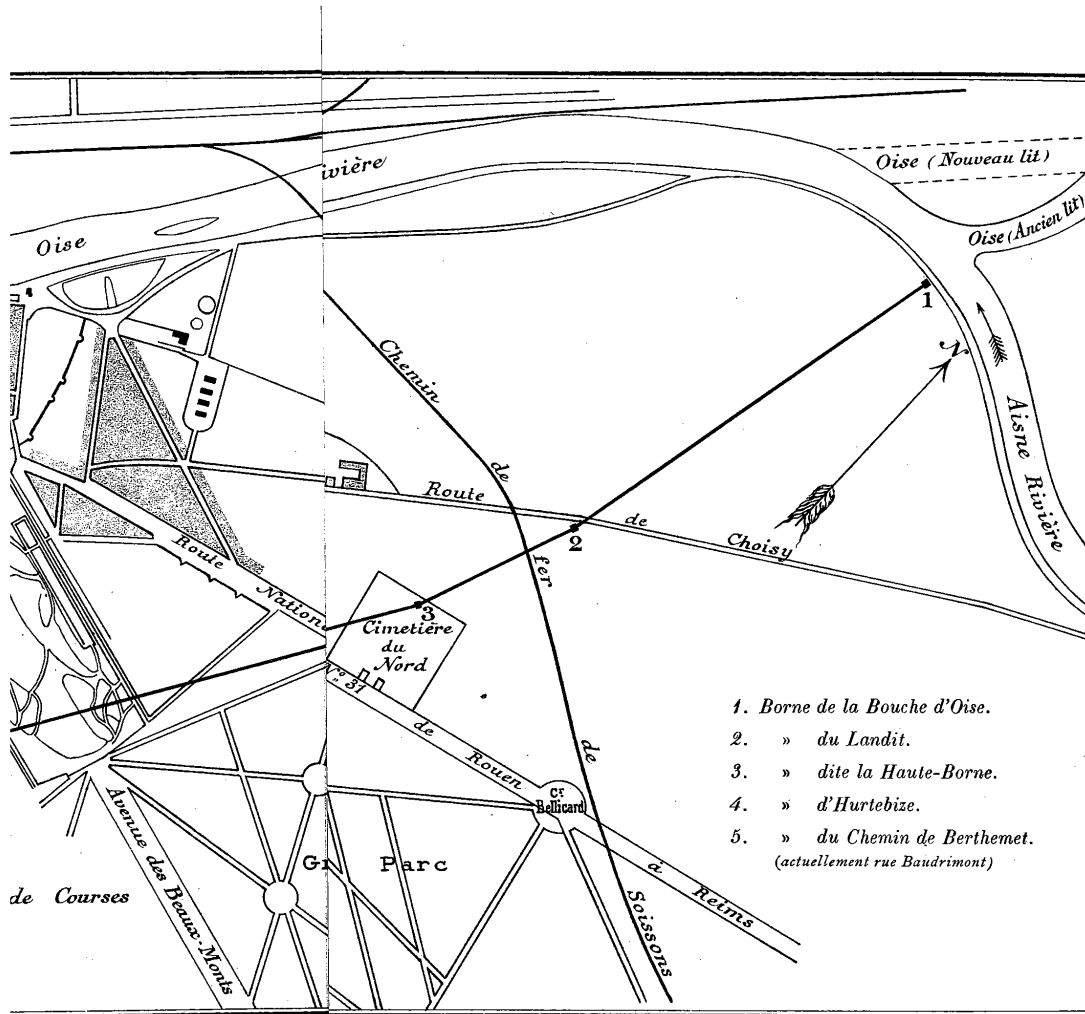 Oise (Nouveau lit)
ivière
Oise
Oise (Ancien lit)
1
N
Chemin
de
fer
de
Soissons
Aisne Rivière
Route
de
Choisy
2
Route
Nation
3
Cimetière
du
Nord
N.° 31
de
Rouen
à
Reims
Cr.
Bellicard
Gr Parc
Avenue des Beaux-Monts
de Courses
1. Borne de la Bouche d'Oise.
2. » du Landit.
3. » dite la Haute-Borne.
4. » d'Hurtebize.
5. » du Chemin de Berthemet.
(actuellement rue Baudrimont)